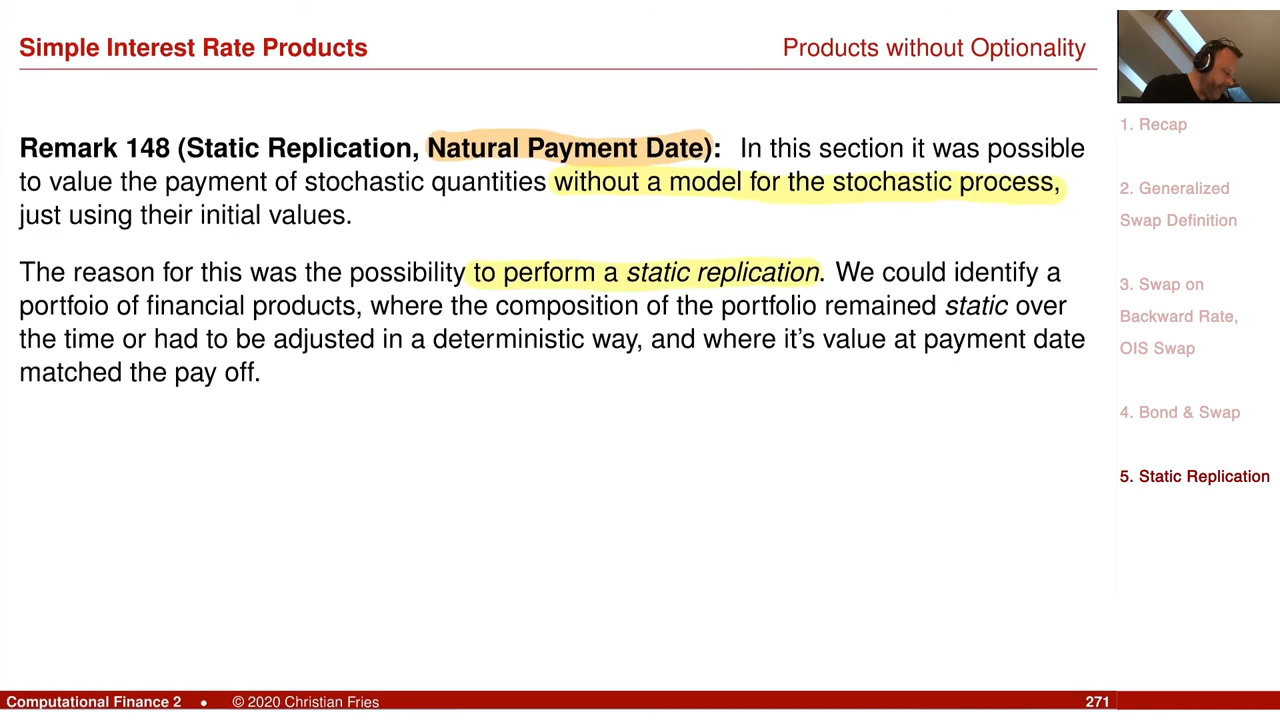 Simple Interest Rate Products
Products without Optionality
Remark 148 (Static Replication, Natural Payment Date): In this section it was possible
to value the payment of stochastic quantities without a model for the stochastic process,
just using their initial values.
The reason for this was the possibility to perform a static replication. We could identify a
portfoio of financial products, where the composition of the portfolio remained static over
the time or had to be adjusted in a deterministic way, and where it's value at payment date
matched the pay off.
1. Recap
2. Generalized
Swap Definition
3. Swap on
Backward Rate,
OIS Swap
4. Bond & Swap
5. Static Replication
Computational Finance 2 • © 2020 Christian Fries
271